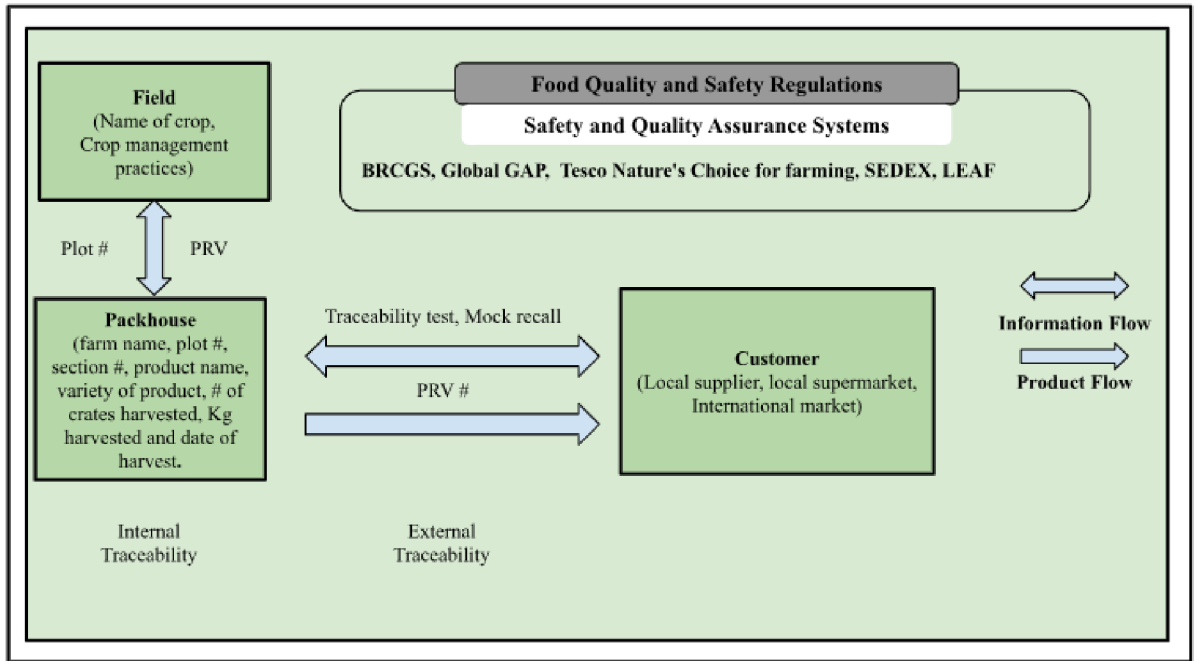 Field
(Name of crop,
Crop management
practices)
Food Quality and Safety Regulations
Safety and Quality Assurance Systems
BRCGS, Global GAP, Tesco Nature's Choice for farming, SEDEX, LEAF
Plot #
PRV
Packhouse
(farm name, plot #,
section #, product name,
variety of product, # of
crates harvested, Kg
harvested and date of
harvest.
Traceability test, Mock recall
PRV #
Customer
(Local supplier, local supermarket,
International market)
Information Flow
Product Flow
Internal
Traceability
External
Traceability